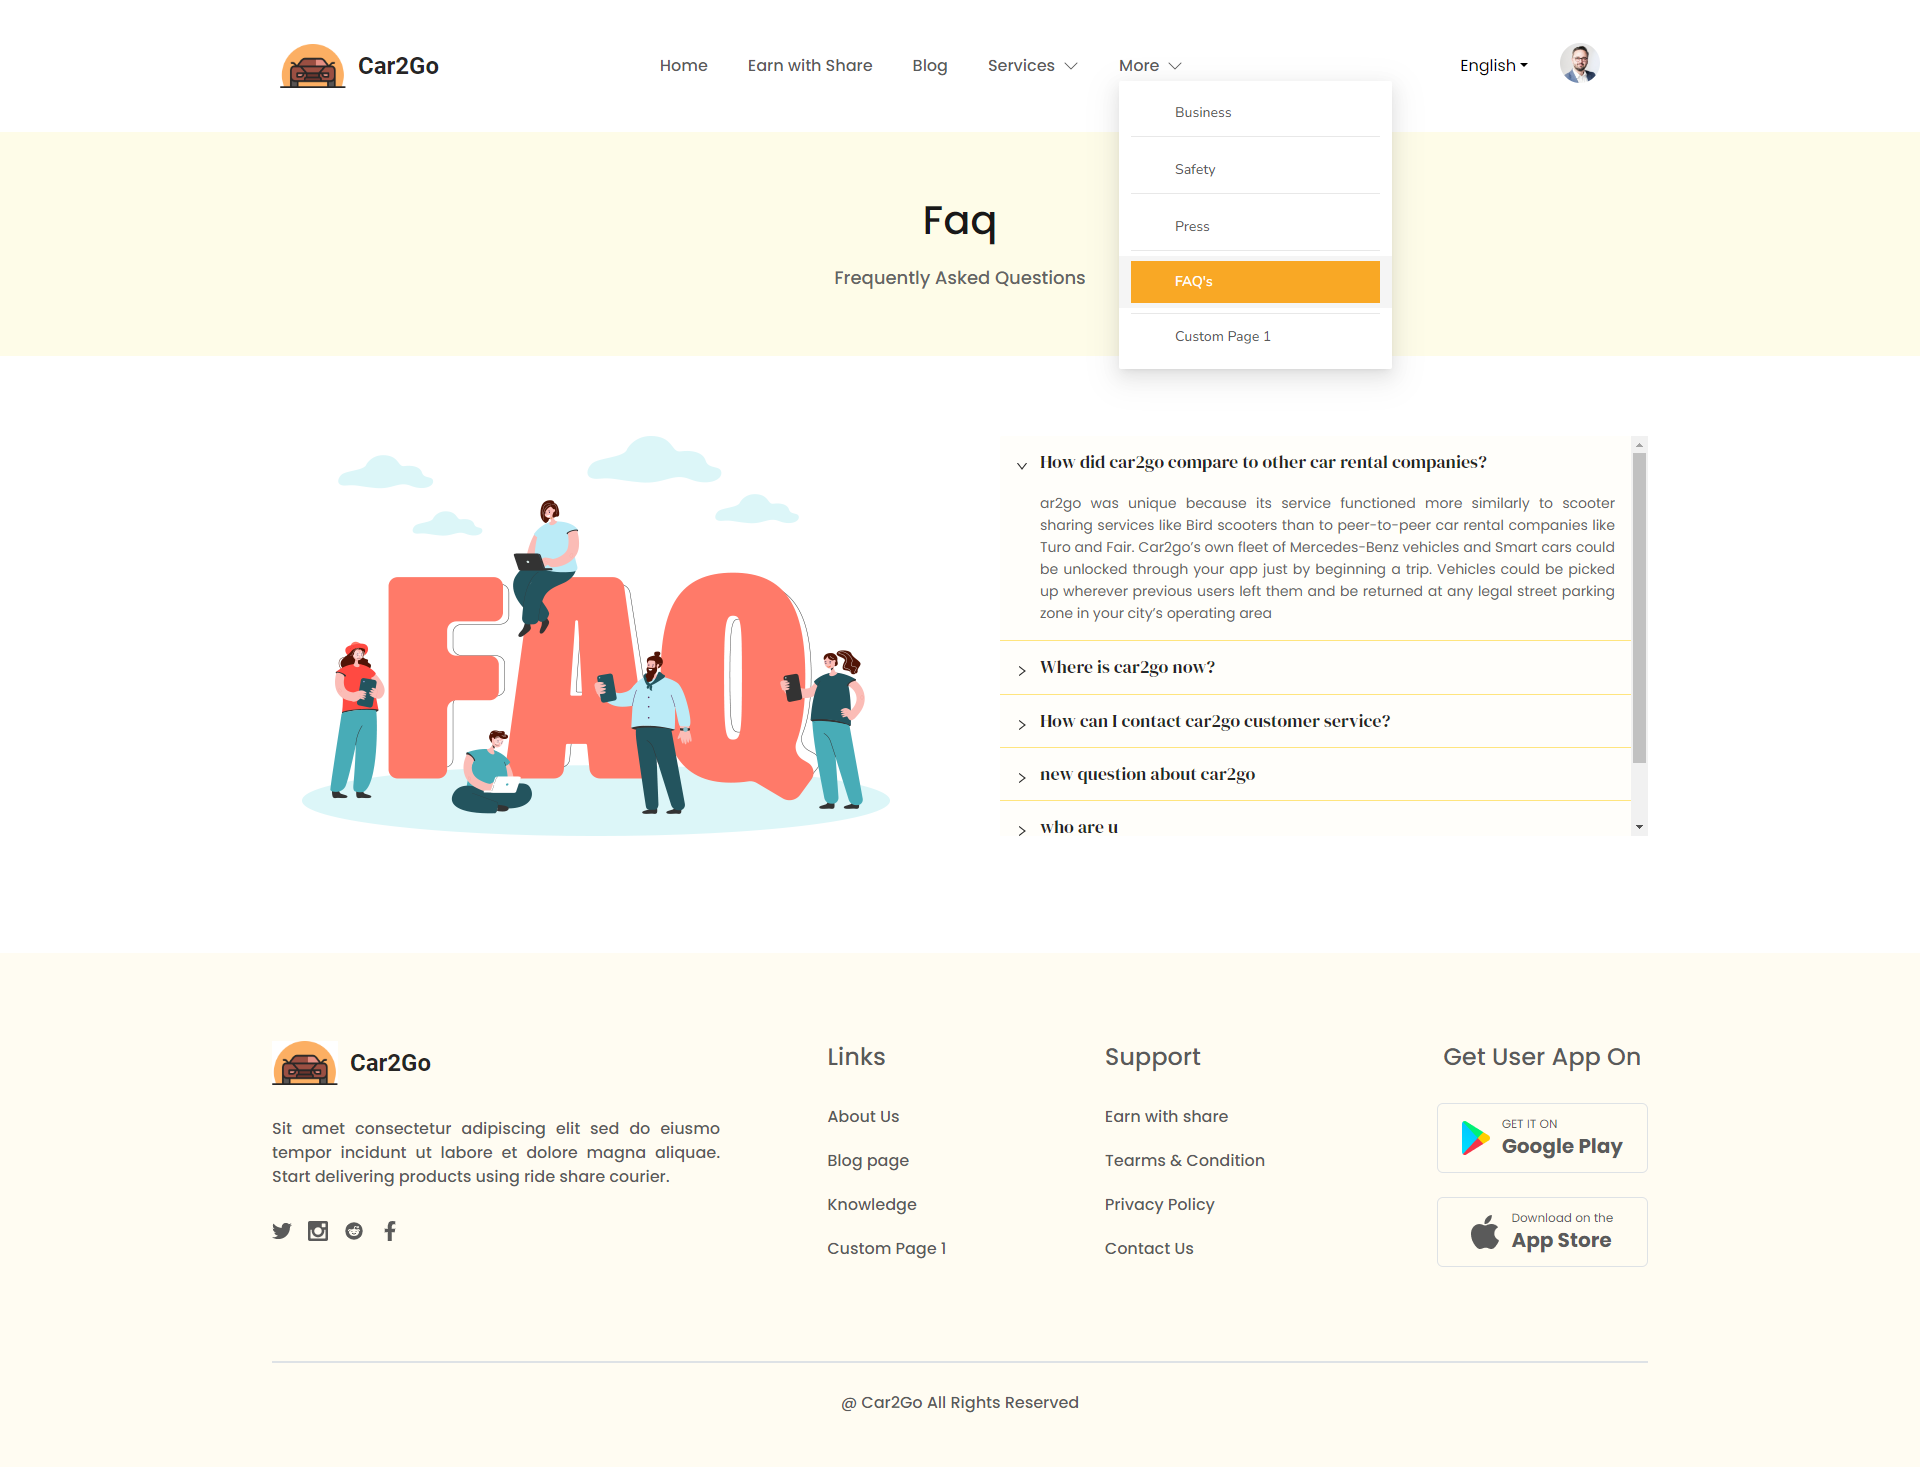 Car2Go
Home
Earn with Share
Blog
Services
More
English
Business
Safety
Press
FAQ's
Custom Page 1
Faq
Frequently Asked Questions
FAQ
How did car2go compare to other car rental companies?
ar2go was unique because its service functioned more similarly to scooter
sharing services like Bird scooters than to peer-to-peer car rental companies like
Turo and Fair. Car2go’s own fleet of Mercedes-Benz vehicles and Smart cars could
be unlocked through your app just by beginning a trip. Vehicles could be picked
up wherever previous users left them and be returned at any legal street parking
zone in your city’s operating area
Where is car2go now?
How can I contact car2go customer service?
new question about car2go
who are u
Car2Go
Sit amet consectetur adipiscing elit sed do eiusmo
tempor incidunt ut labore et dolore magna aliquae.
Start delivering products using ride share courier.
Links
About Us
Blog page
Knowledge
Custom Page 1
Support
Earn with share
Tearms & Condition
Privacy Policy
Contact Us
Get User App On
GET IT ON
Google Play
Download on the
App Store
@ Car2Go All Rights Reserved